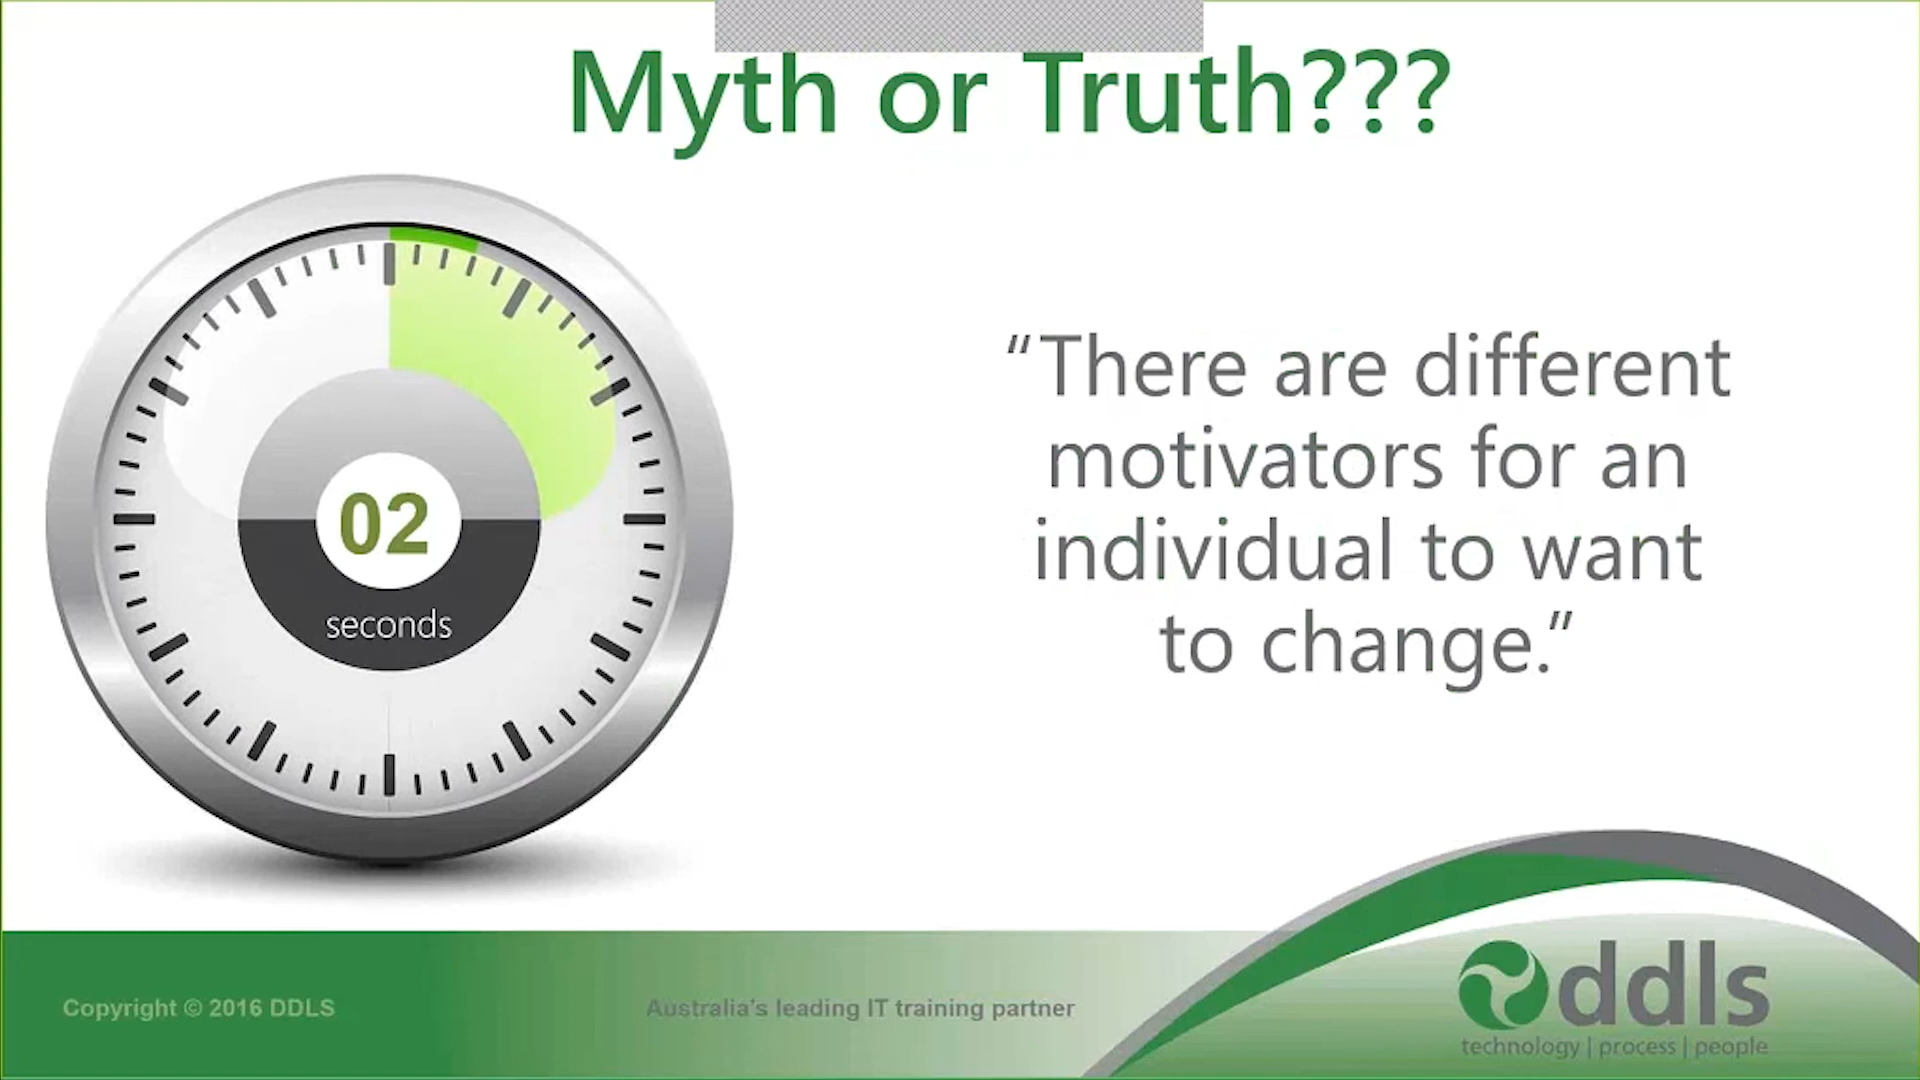 Myth or Truth???
02
seconds
“There are different
motivators for an
individual to want
to change.”
Copyright © 2016 DDLS
Australia’s leading IT training partner
ddls
technology | process | people